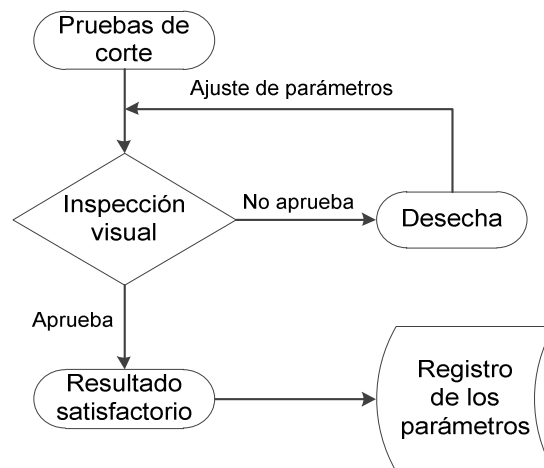 Pruebas de
corte
Ajuste de parámetros
Inspección
visual
No aprueba
Desecha
Aprueba
Resultado
satisfactorio
Registro
de los
parámetros